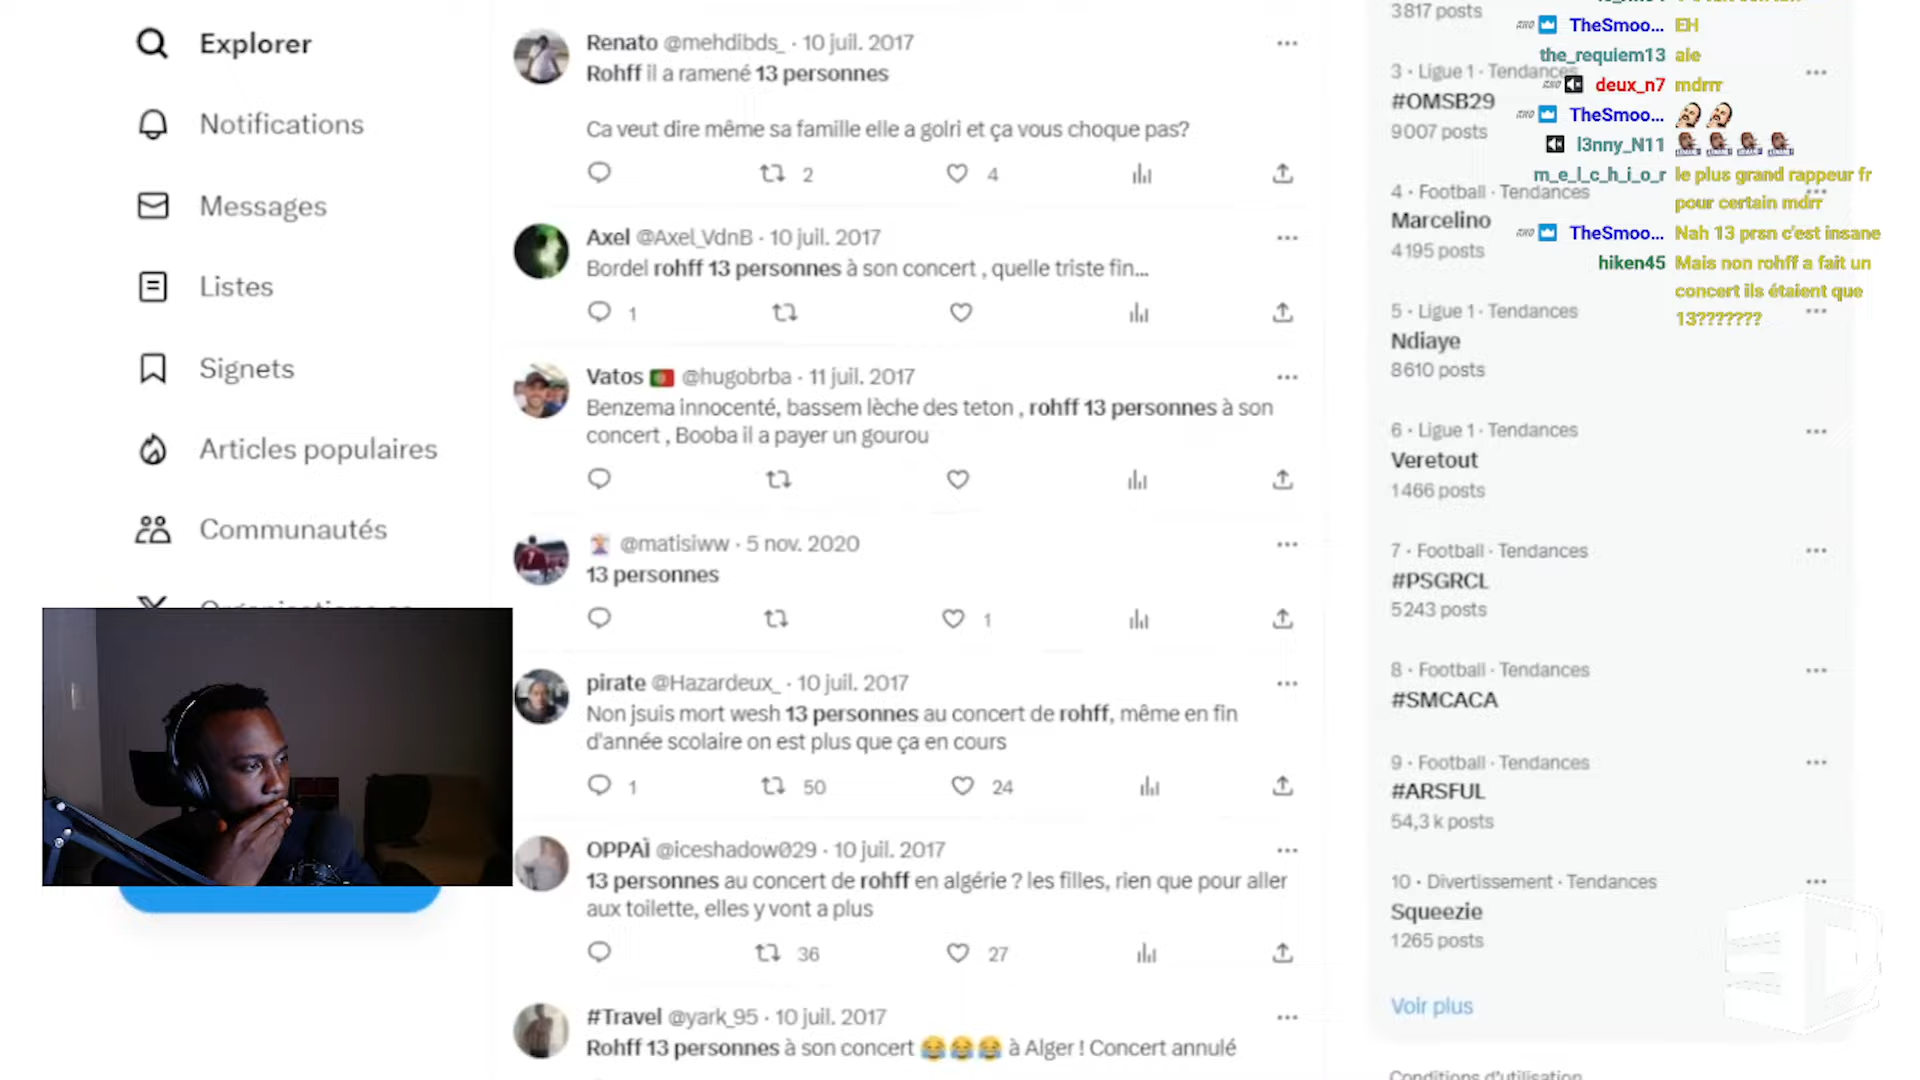 Explorer
Notifications
Messages
Listes
Signets
Articles populaires
Communautés
Renato @mehdibds_ · 10 juil. 2017
Rohff il a ramené 13 personnes
Ca veut dire même sa famille elle a golri et ça vous choque pas?
2 4
Axel @Axel_VdnB · 10 juil. 2017
Bordel rohff 13 personnes à son concert , quelle triste fin...
1
Vatos @hugobrba · 11 juil. 2017
Benzema innocenté, bassem lèche des teton , rohff 13 personnes à son
concert , Booba il a payer un gourou
@matisiww · 5 nov. 2020
13 personnes
1
pirate @Hazardeux_ · 10 juil. 2017
Non jsuis mort wesh 13 personnes au concert de rohff, même en fin
d'année scolaire on est plus que ça en cours
1 50 24
OPPAÌ @iceshadow029 · 10 juil. 2017
13 personnes au concert de rohff en algérie ? les filles, rien que pour aller
aux toilette, elles y vont a plus
36 27
#Travel @yark_95 · 10 juil. 2017
Rohff 13 personnes à son concert 😂😂😂 à Alger ! Concert annulé
3817 posts
3 · Ligue 1 · Tendances
#OMSB29
9007 posts
4 · Football · Tendances
Marcelino
4195 posts
5 · Ligue 1 · Tendances
Ndiaye
8610 posts
6 · Ligue 1 · Tendances
Veretout
1466 posts
7 · Football · Tendances
#PSGRCL
5243 posts
8 · Football · Tendances
#SMCACA
9 · Football · Tendances
#ARSFUL
54,3 k posts
10 · Divertissement · Tendances
Squeezie
1265 posts
Voir plus
Conditions d'utilisation
TheSmoo... EH
the_requiem13 aie
deux_n7 mdrrr
TheSmoo...
l3nny_N11
m_e_l_c_h_i_o_r le plus grand rappeur fr
pour certain mdrr
TheSmoo... Nah 13 prsn c'est insane
hiken45 Mais non rohff a fait un
concert ils étaient que
13???????